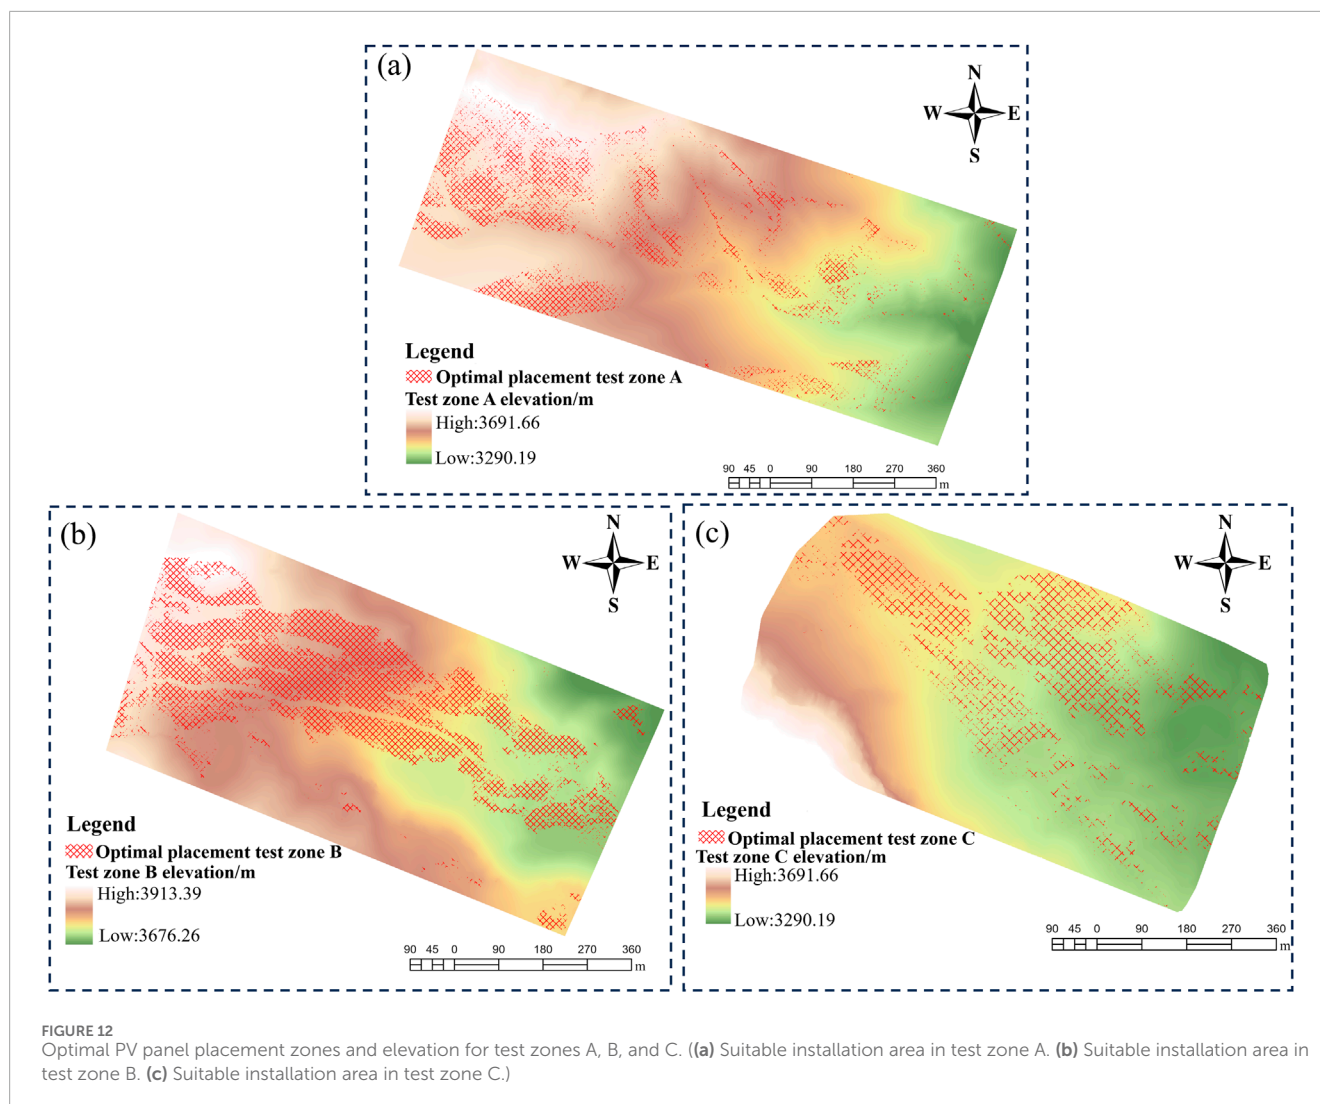 (a)
N
W E
S
Legend
Optimal placement test zone A
Test zone A elevation/m
High:3691.66
Low:3290.19
90 45 0 90 180 270 360
m
(b)
N
W E
S
Legend
Optimal placement test zone B
Test zone B elevation/m
High:3913.39
Low:3676.26
90 45 0 90 180 270 360
m
(c)
N
W E
S
Legend
Optimal placement test zone C
Test zone C elevation/m
High:3691.66
Low:3290.19
90 45 0 90 180 270 360
m
FIGURE 12
Optimal PV panel placement zones and elevation for test zones A, B, and C. ((a) Suitable installation area in test zone A. (b) Suitable installation area in
test zone B. (c) Suitable installation area in test zone C.)